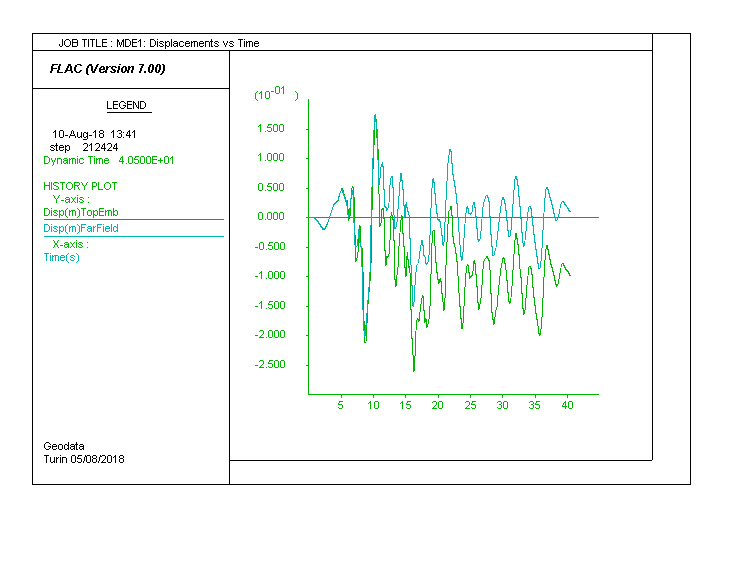 JOB TITLE : MDE1: Displacements vs Time
FLAC (Version 7.00)
LEGEND
10-Aug-18 13:41
step 212424
Dynamic Time 4.0500E+01
HISTORY PLOT
Y-axis :
Disp(m)TopEmb
Disp(m)FarField
X-axis :
Time(s)
Geodata
Turin 05/08/2018
(10 -01 )
1.500
1.000
0.500
0.000
-0.500
-1.000
-1.500
-2.000
-2.500
5 10 15 20 25 30 35 40